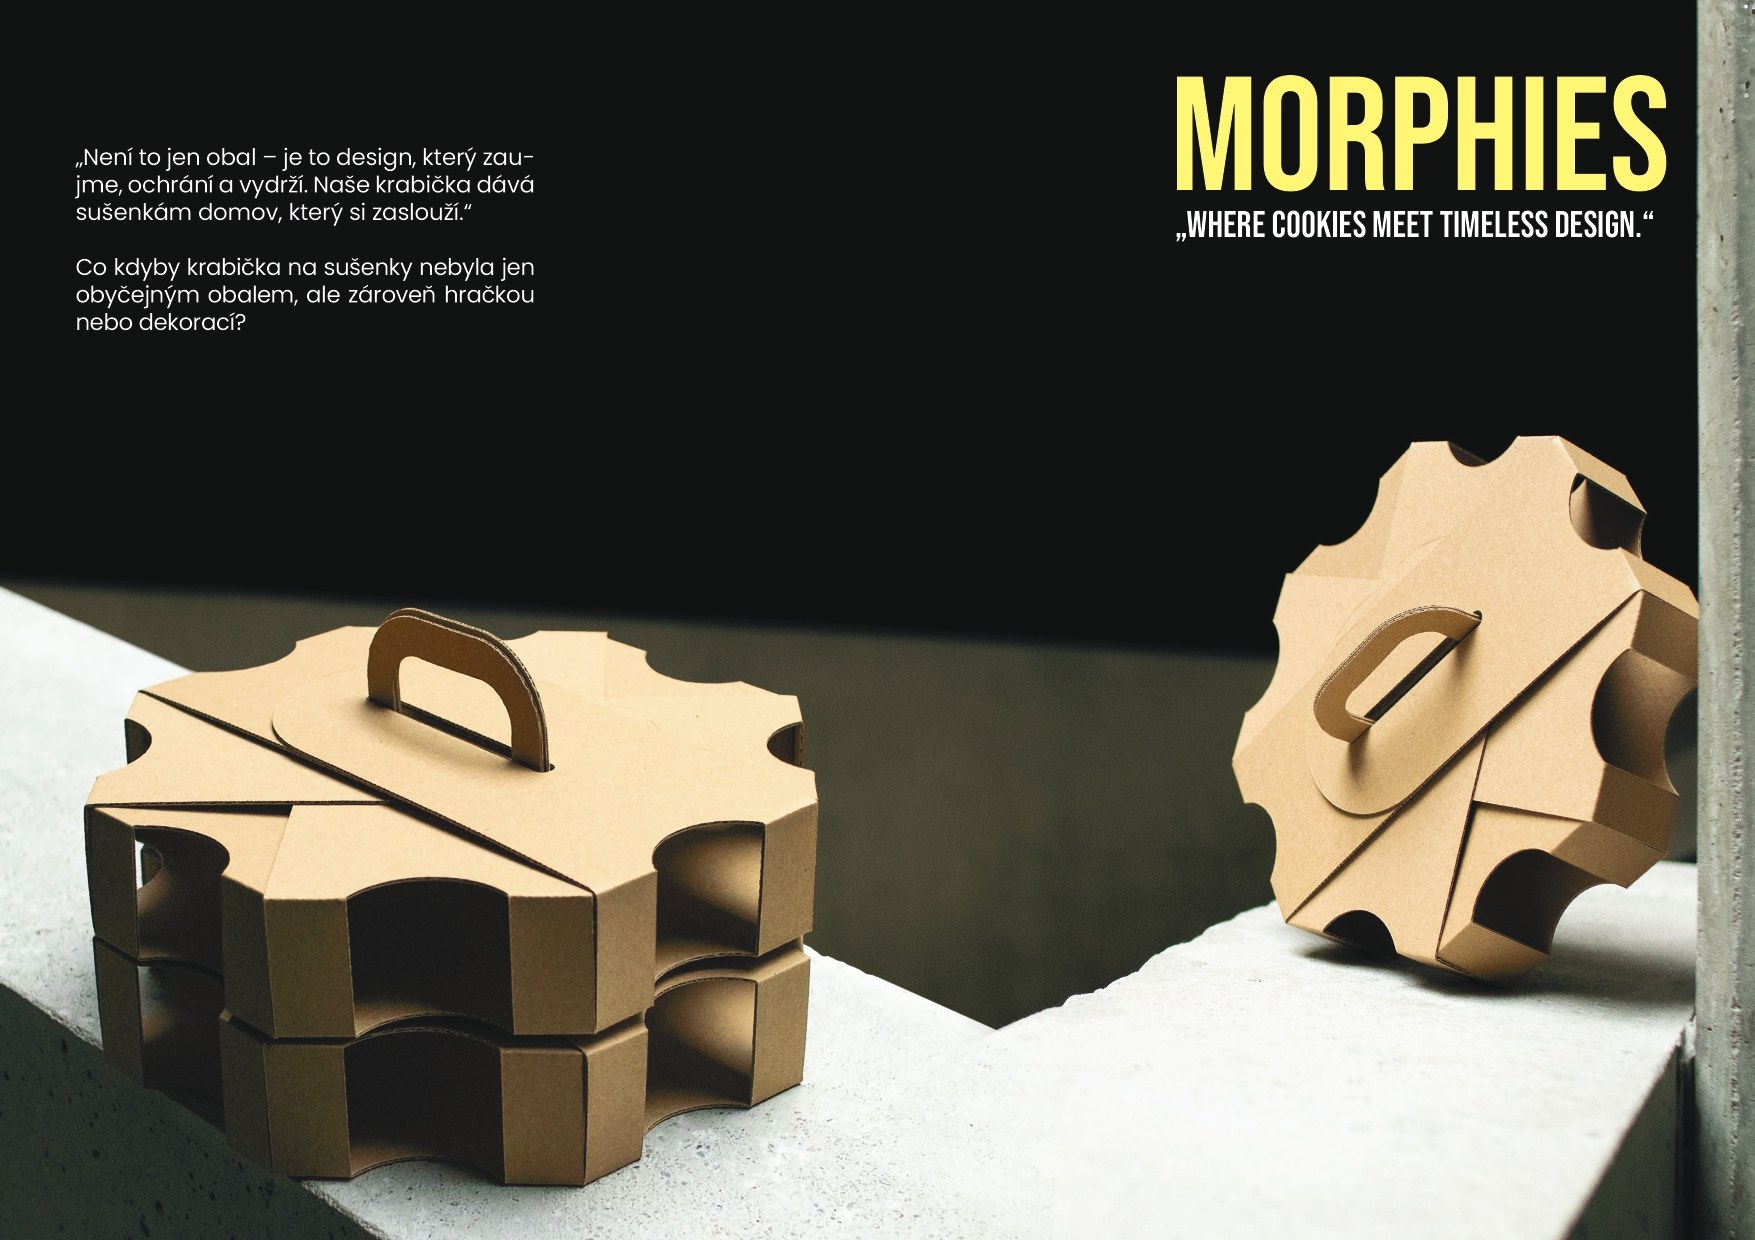 „Není to jen obal – je to design, který zau-
jme, ochrání a vydrží. Naše krabička dává
sušenkám domov, který si zaslouží.“
Co kdyby krabička na sušenky nebyla jen
obyčejným obalem, ale zároveň hračkou
nebo dekorací?
MORPHIES
„WHERE COOKIES MEET TIMELESS DESIGN.“